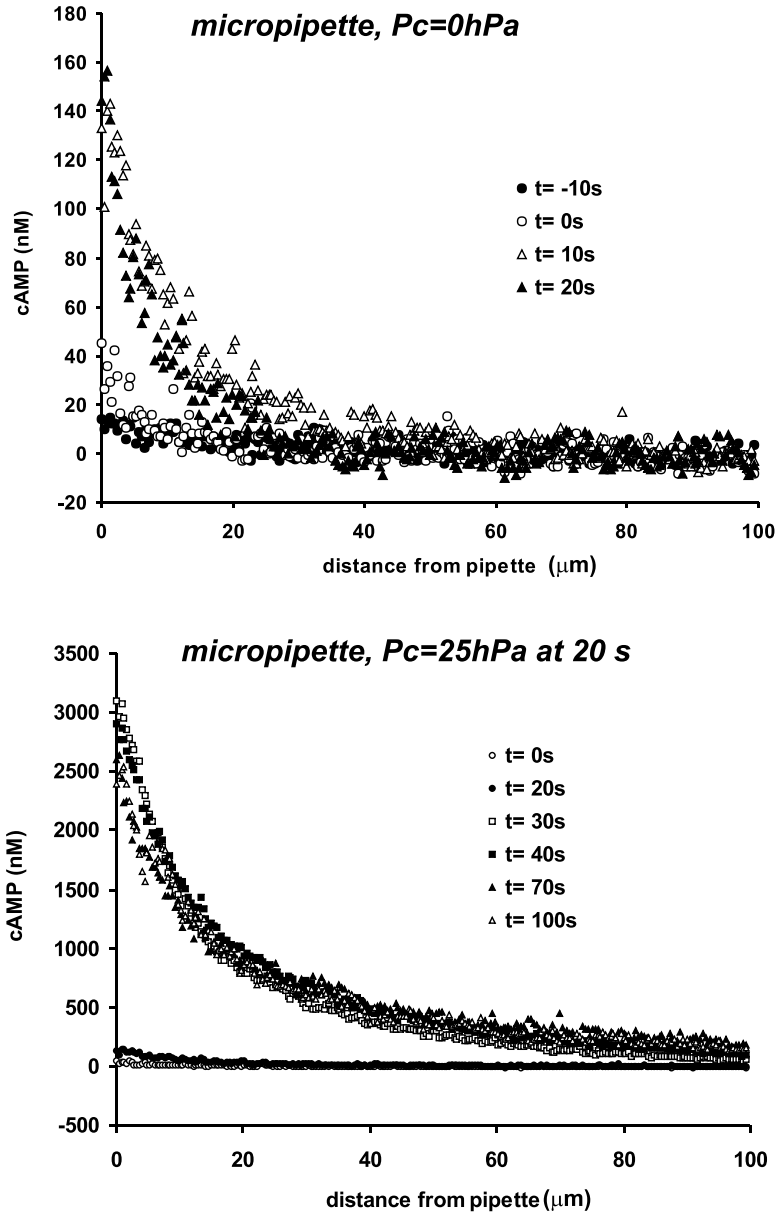 micropipette, Pc=0hPa
180
160
140
120
100
80
60
40
20
0
-20
cAMP (nM)
t= -10s
t= 0s
t= 10s
t= 20s
0 20 40 60 80 100
distance from pipette (μm)
micropipette, Pc=25hPa at 20 s
3500
3000
2500
2000
1500
1000
500
0
-500
cAMP (nM)
t= 0s
t= 20s
t= 30s
t= 40s
t= 70s
t= 100s
0 20 40 60 80 100
distance from pipette (μm)